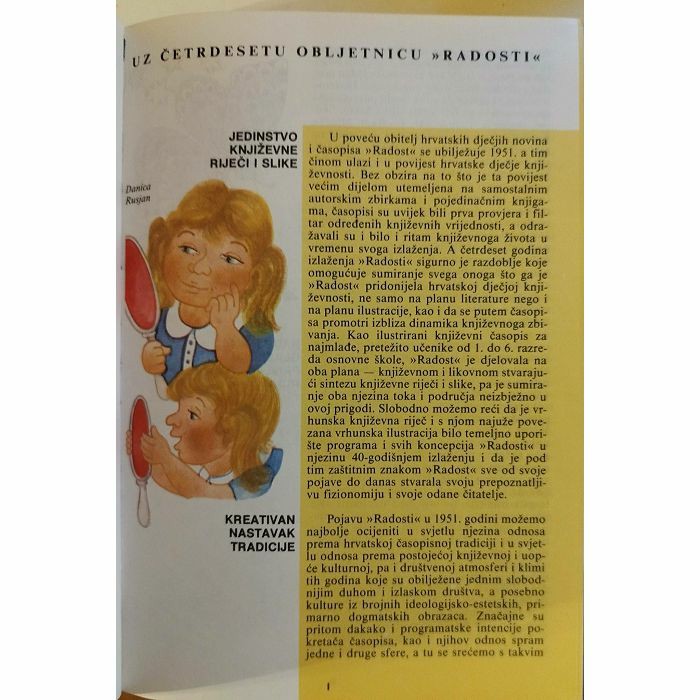 UZ ČETRDESETU OBLJETNICU »RADOSTI«
JEDINSTVO
KNJIŽEVNE
RIJEČI I SLIKE
Danica
Rusjan
U poveću obitelj hrvatskih dječjih novina
i časopisa »Radost« se ubilježuje 1951. a tim
činom ulazi i u povijest hrvatske dječje knji-
ževnosti. Bez obzira na to što je ta povijest
većim dijelom utemeljena na samostalnim
autorskim zbirkama i pojedinačnim knjiga-
ma, časopisi su uvijek bili prva provjera i fil-
tar određenih književnih vrijednosti, a odra-
žavali su i bilo i ritam književnoga života u
vremenu svoga izlaženja. A četrdeset godina
izlaženja »Radosti« sigurno je razdoblje koje
omogućuje sumiranje svega onoga što ga je
»Radost« pridonijela hrvatskoj dječjoj knji-
ževnosti, ne samo na planu literature nego i
na planu ilustracije, kao i da se putem časopi-
sa promotri izbliza dinamika književnoga zbi-
vanja. Kao ilustrirani književni časopis za
najmlađe, pretežito učenike od 1. do 6. razre-
da osnovne škole, »Radost« je djelovala na
oba plana — književnom i likovnom stvaraju-
ći sintezu književne riječi i slike, pa je sumira-
nje oba njezina toka i područja neizbježno u
ovoj prigodi. Slobodno možemo reći da je vr-
hunska književna riječ i s njom najuže pove-
zana vrhunska ilustracija bilo temeljno upori-
šte programa i svih koncepcija »Radosti« u
njezinu 40-godišnjem izlaženju i da je pod
tim zaštitnim znakom »Radost« sve od svoje
pojave do danas stvarala svoju prepoznatlji-
vu fizionomiju i svoje odane čitatelje.
KREATIVAN
NASTAVAK
TRADICIJE
Pojavu »Radosti« u 1951. godini možemo
najbolje ocijeniti u svjetlu njezina odnosa
prema hrvatskoj časopisnoj tradiciji i u svjet-
lu odnosa prema postojećoj književnoj i uop-
će kulturnoj, pa i društvenoj atmosferi i klimi
tih godina koje su obilježene jednim slobod-
nijim duhom i izlaskom društva, a posebno
kulture iz brojnih ideologijsko-estetskih, pri-
marno dogmatskih obrazaca. Značajne su
pritom dakako i programatske intencije po-
kretača časopisa, kao i njihov odnos spram
jedne i druge sfere, a tu se srećemo s takvim
I